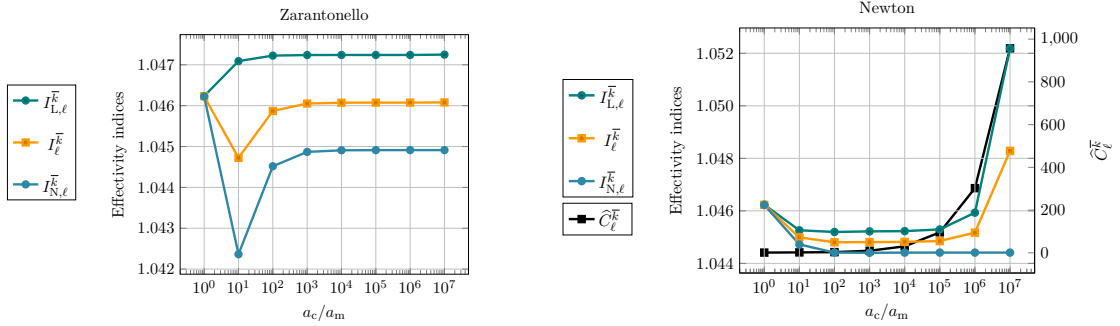 Zarantonello
I_{L,ℓ}^{k̅}
I_ℓ^{k̅}
I_{N,ℓ}^{k̅}
Effectivity indices
1.047
1.046
1.045
1.044
1.043
1.042
10^0 10^1 10^2 10^3 10^4 10^5 10^6 10^7
a_c/a_m
Newton
I_{L,ℓ}^{k̅}
I_ℓ^{k̅}
I_{N,ℓ}^{k̅}
Ĉ_ℓ^{k̅}
Effectivity indices
1.052
1.050
1.048
1.046
1.044
10^0 10^1 10^2 10^3 10^4 10^5 10^6 10^7
a_c/a_m
1,000
800
600
400
200
0
Ĉ_ℓ^{k̅}